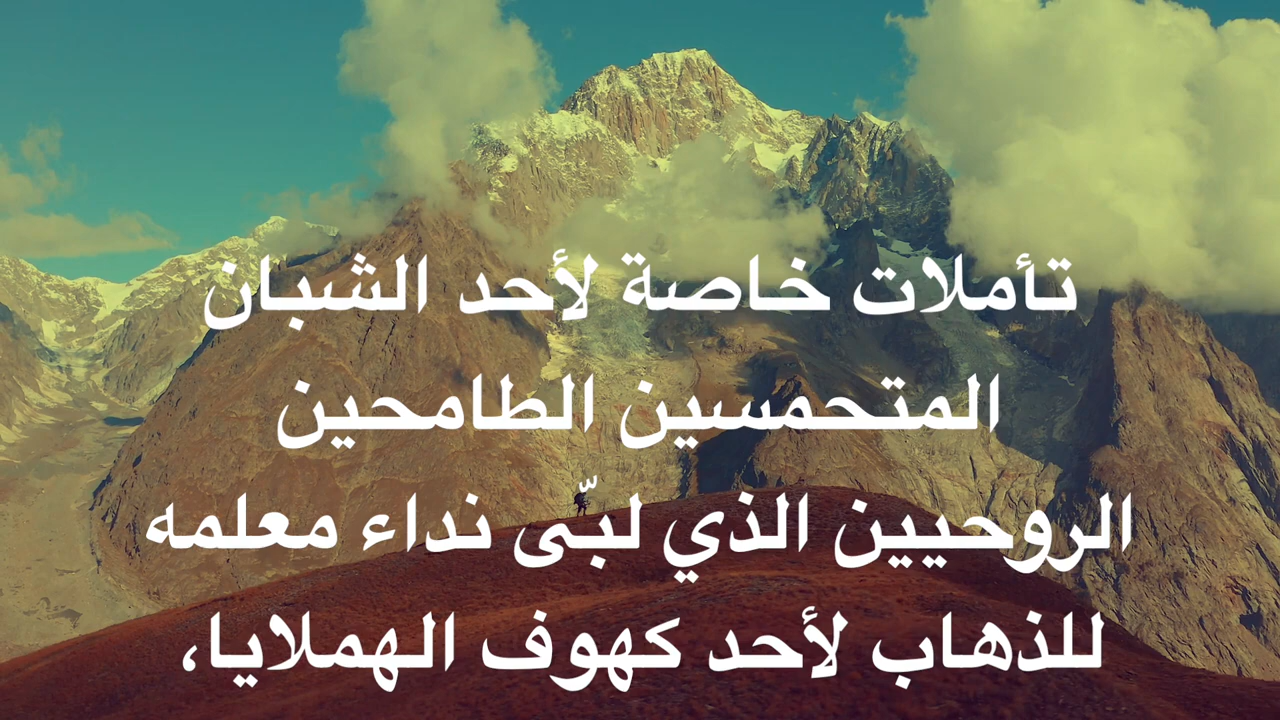 تأملات خاصة لأحد الشبان
المتحمسين الطامحين
الروحيين الذي لبّى نداء معلمه
للذهاب لأحد كهوف الهملايا،